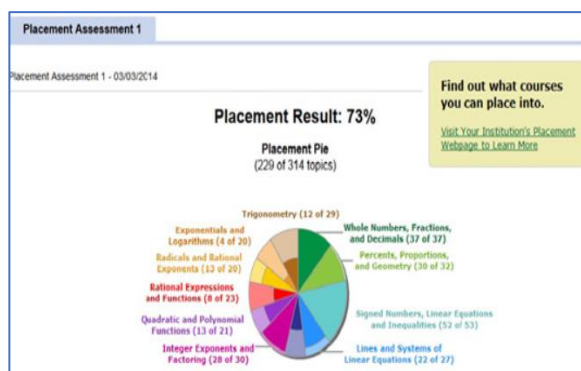 Placement Assessment 1
Placement Assessment 1 - 03/03/2014
Find out what courses
you can place into.
Visit Your Institution's Placement
Webpage to Learn More
Placement Result: 73%
Placement Pie
(229 of 314 topics)
Trigonometry (12 of 29)
Exponentials and
Logarithms (4 of 20)
Radicals and Rational
Exponents (13 of 20)
Rational Expressions
and Functions (8 of 23)
Quadratic and Polynomial
Functions (13 of 21)
Integer Exponents and
Factoring (28 of 30)
Whole Numbers, Fractions,
and Decimals (37 of 37)
Percents, Proportions,
and Geometry (30 of 32)
Signed Numbers, Linear Equations
and Inequalities (52 of 53)
Lines and Systems of
Linear Equations (22 of 27)